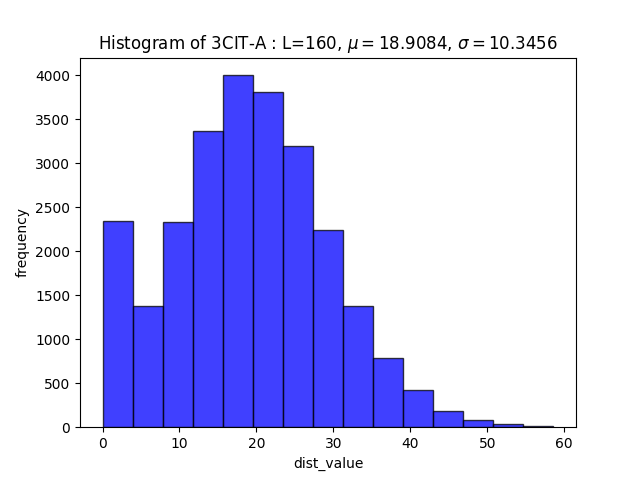 Histogram of 3CIT-A : L=160, μ = 18.9084, σ = 10.3456
4000
3500
3000
2500
2000
1500
1000
500
0
frequency
0 10 20 30 40 50 60
dist_value